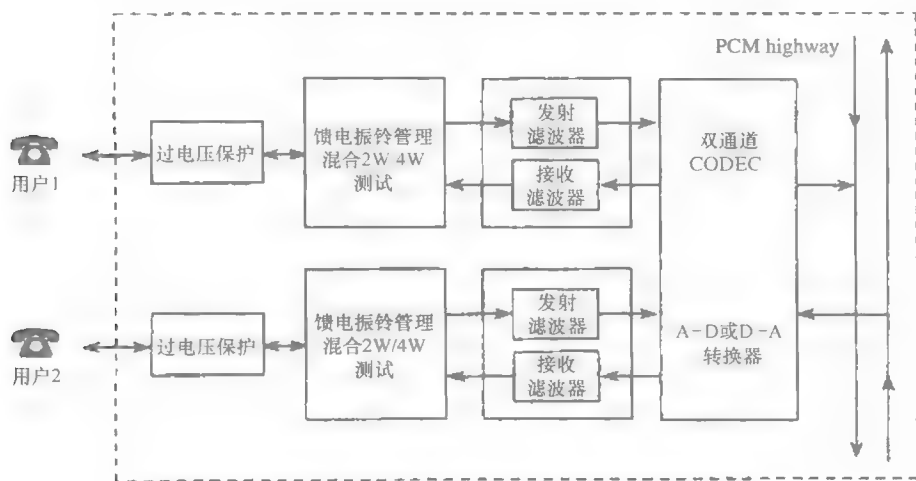 PCM highway
用户1
过电压保护
馈电振铃管理
混合2W 4W
测试
发射
滤波器
接收
滤波器
双通道
CODEC
用户2
过电压保护
馈电振铃管理
混合2W/4W
测试
发射
滤波器
接收
滤波器
A-D或D-A
转换器